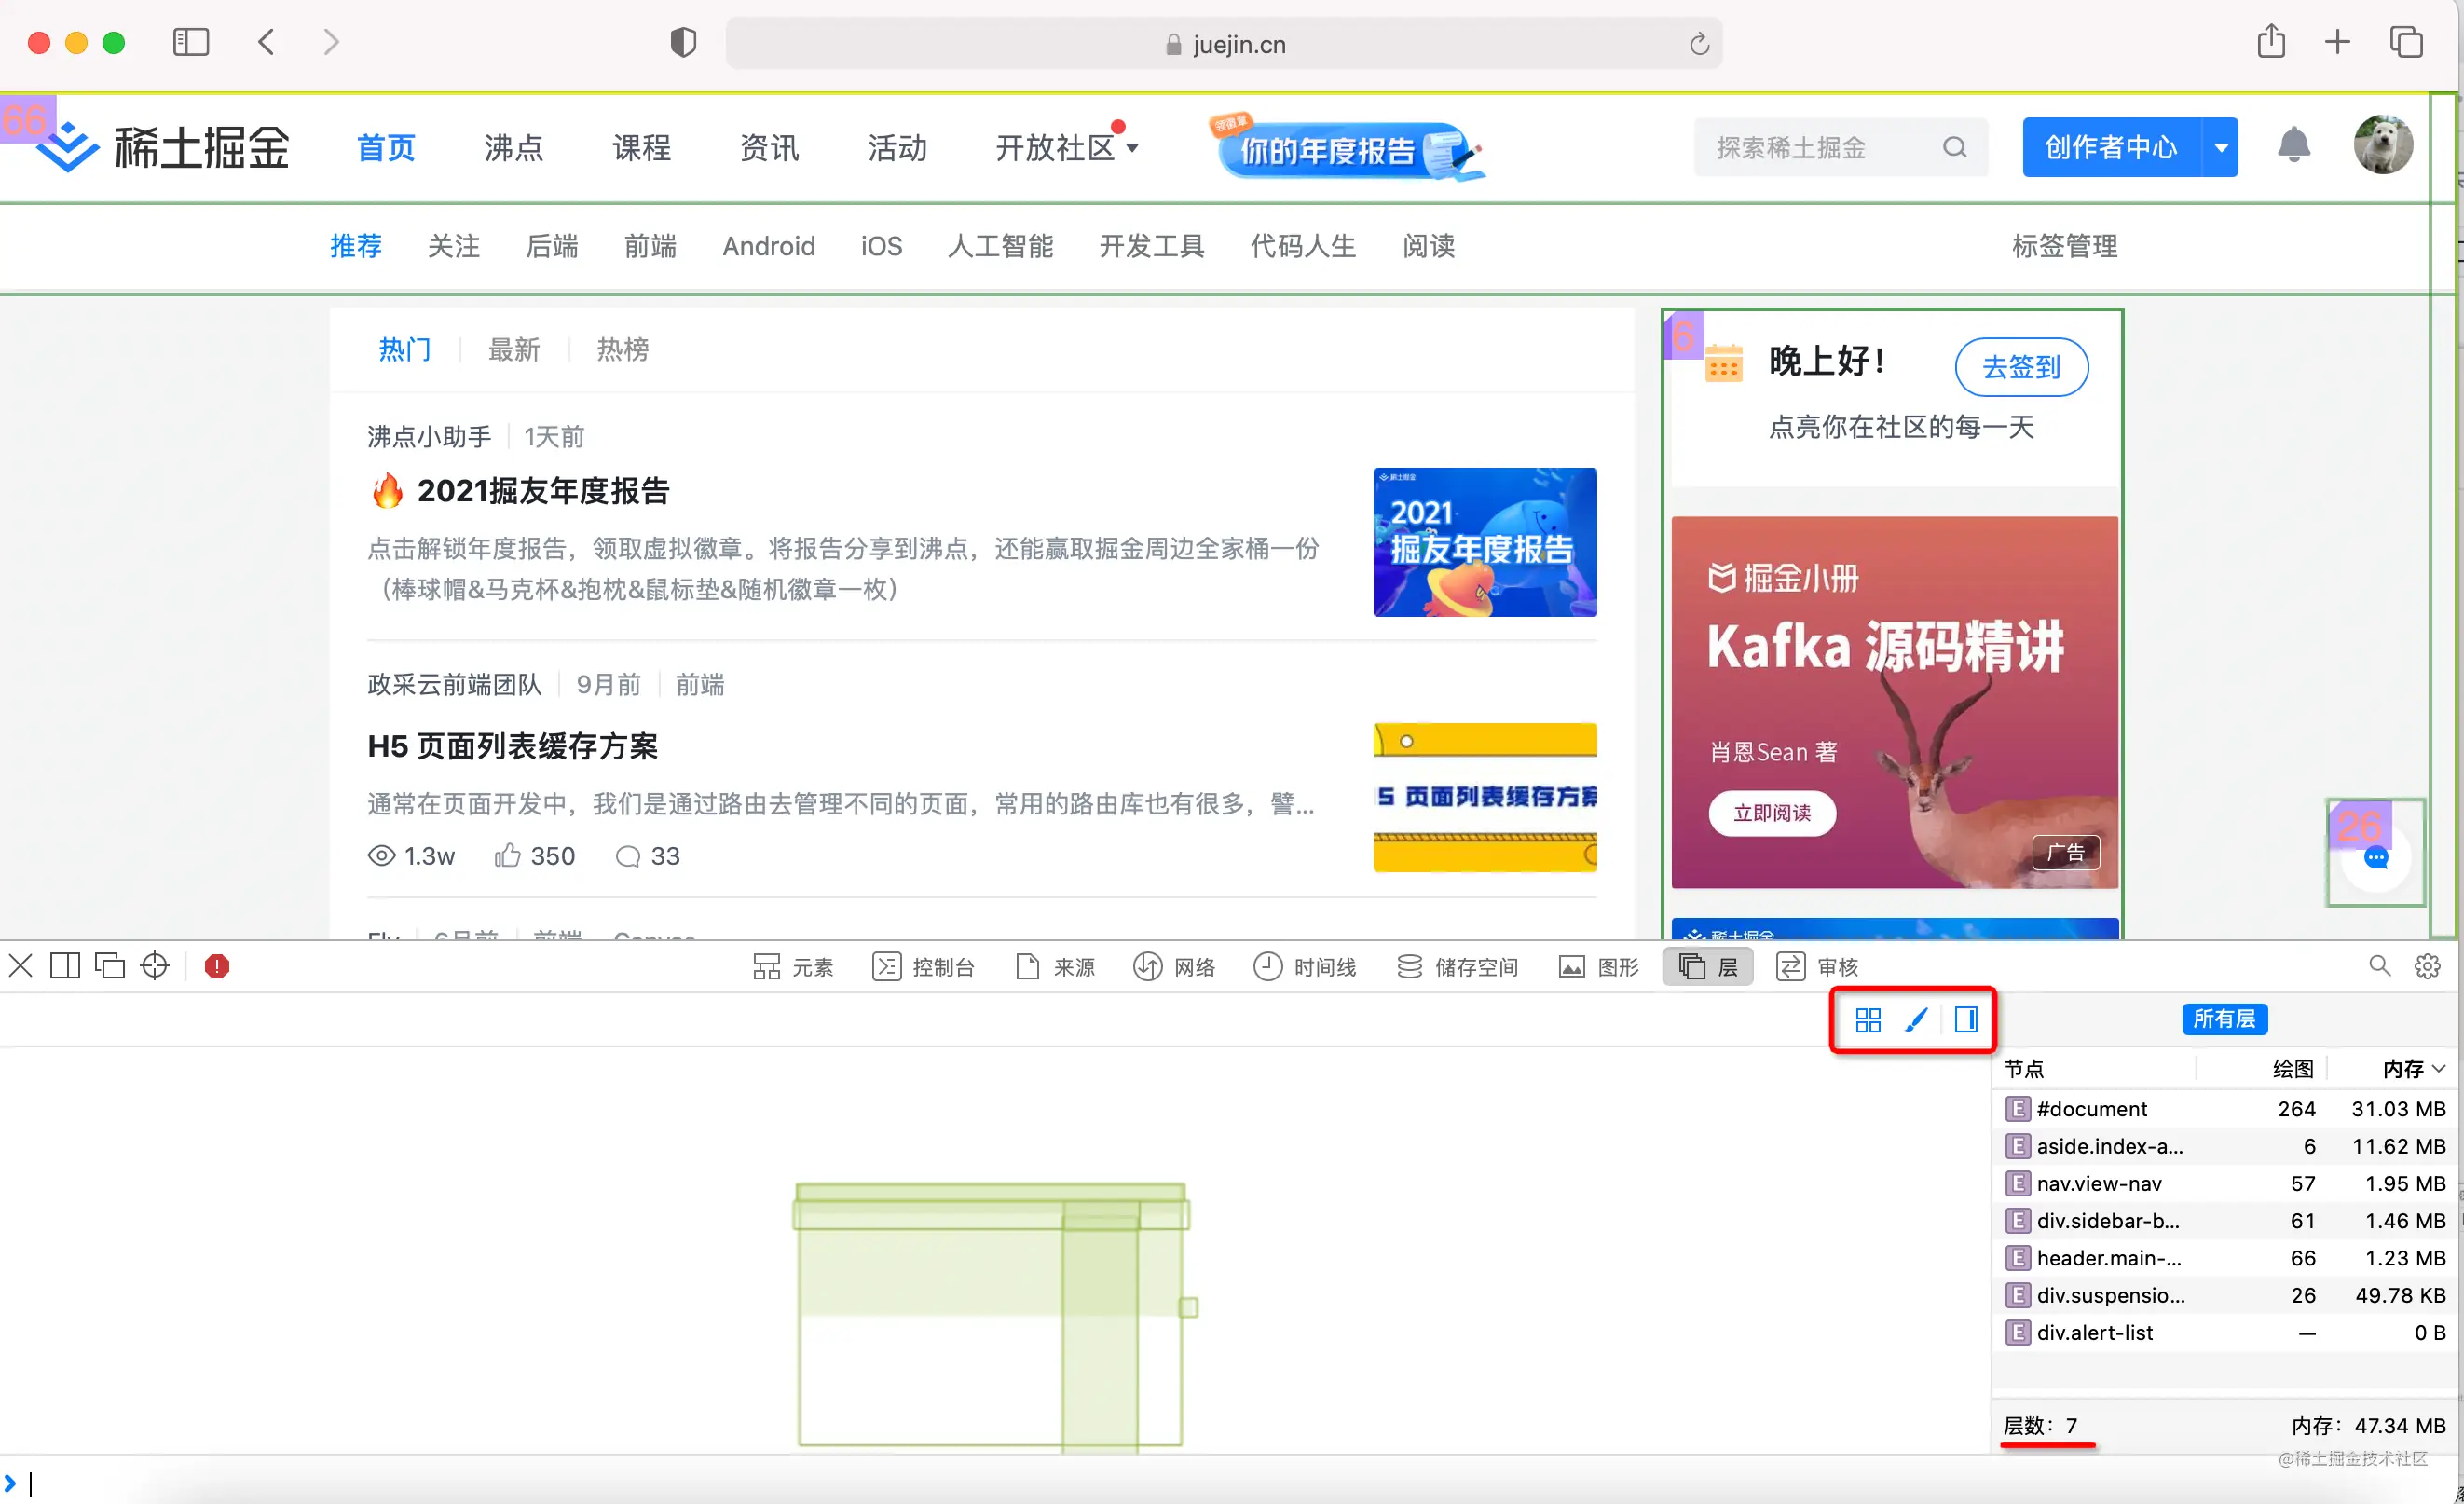 juejin.cn
66
稀土掘金
首页 沸点 课程 资讯 活动 开放社区
领徽章
你的年度报告
探索稀土掘金
创作者中心
推荐 关注 后端 前端 Android iOS 人工智能 开发工具 代码人生 阅读 标签管理
热门 最新 热榜
沸点小助手 1天前
2021掘友年度报告
点击解锁年度报告，领取虚拟徽章。将报告分享到沸点，还能赢取掘金周边全家桶一份
（棒球帽&马克杯&抱枕&鼠标垫&随机徽章一枚）
稀土掘金
2021
掘友年度报告
政采云前端团队 9月前 前端
H5 页面列表缓存方案
通常在页面开发中，我们是通过路由去管理不同的页面，常用的路由库也有很多，譬...
1.3w 350 33
5 页面列表缓存方案
Fly 6月前 前端 Canvas
6
晚上好！
去签到
点亮你在社区的每一天
掘金小册
Kafka 源码精讲
肖恩Sean 著
立即阅读
广告
稀土掘金
26
元素 控制台 来源 网络 时间线 储存空间 图形 层 审核
所有层
节点 绘图 内存
E #document 264 31.03 MB
E aside.index-a... 6 11.62 MB
E nav.view-nav 57 1.95 MB
E div.sidebar-b... 61 1.46 MB
E header.main-... 66 1.23 MB
E div.suspensio... 26 49.78 KB
E div.alert-list — 0 B
层数：7 内存：47.34 MB
@稀土掘金技术社区